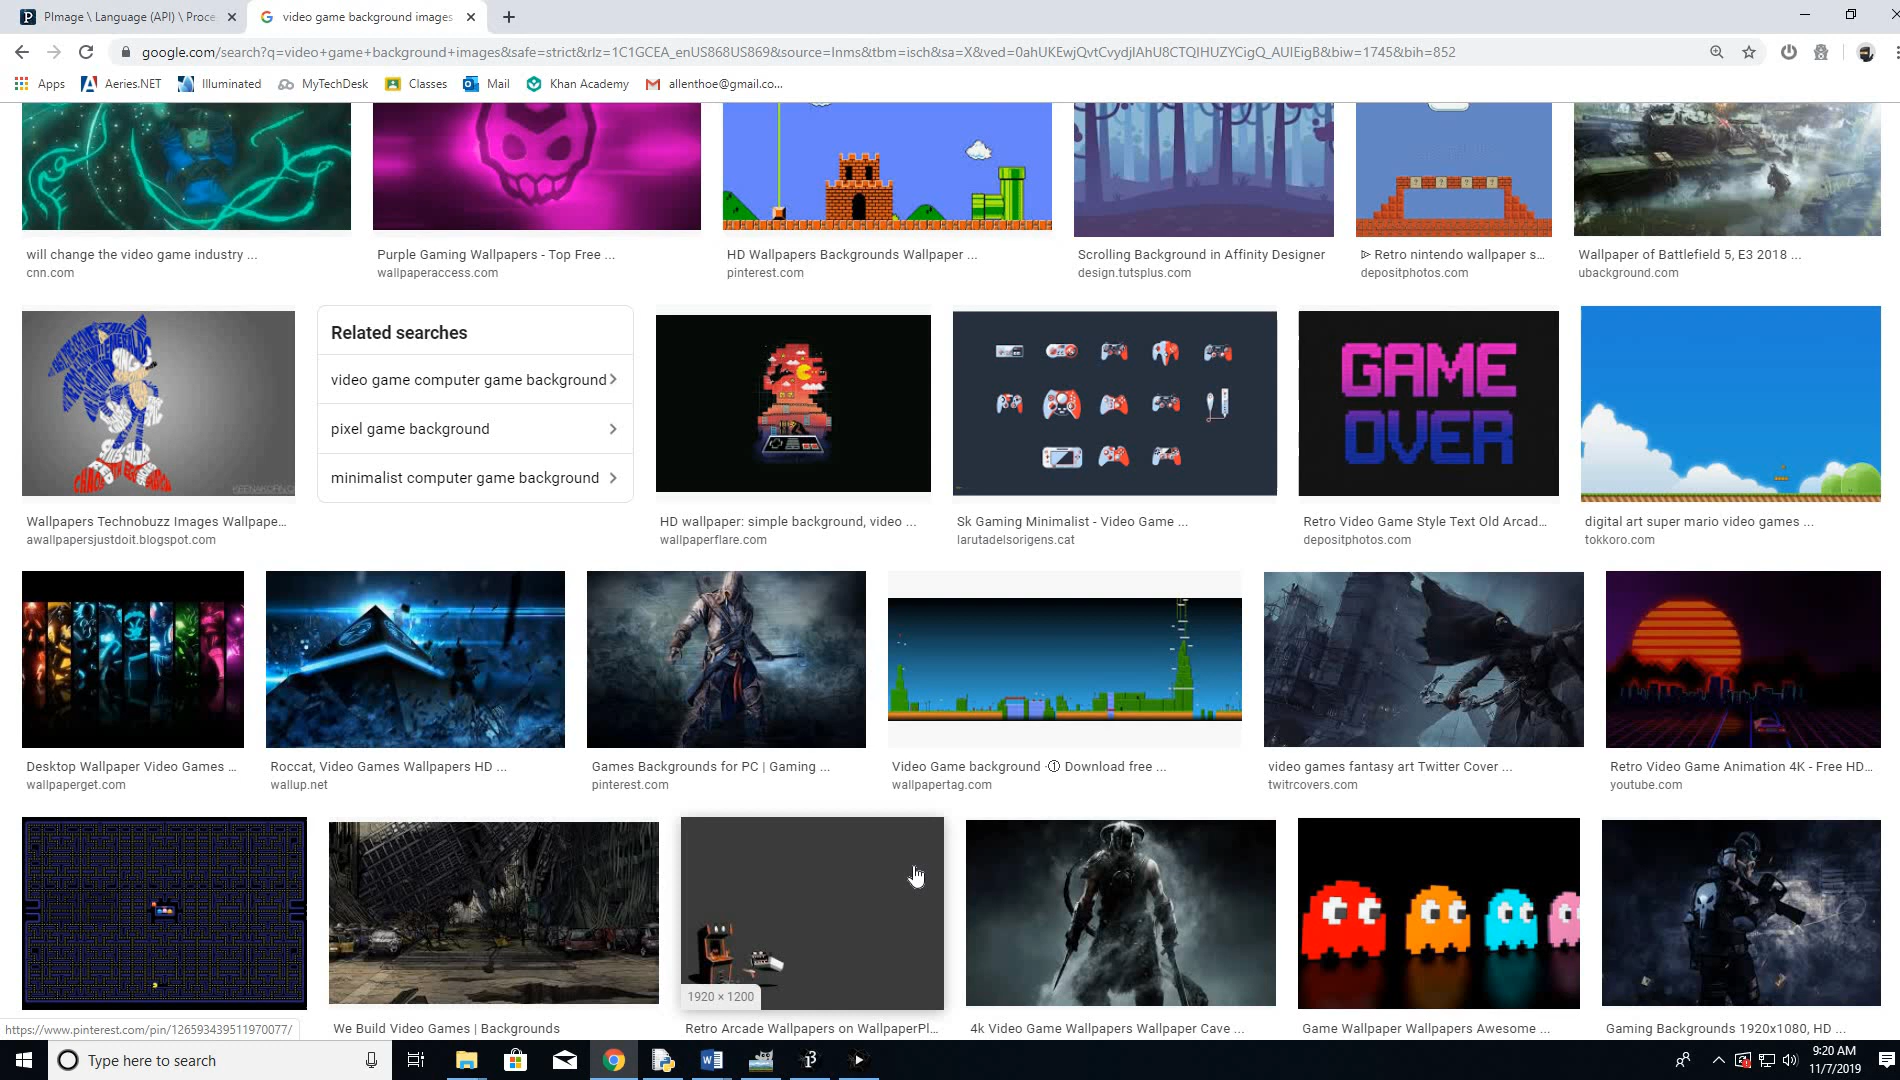 PImage \ Language (API) \ Proce
video game background images
google.com/search?q=video+game+background+images&safe=strict&rlz=1C1GCEA_enUS868US869&source=lnms&tbm=isch&sa=X&ved=0ahUKEwjQvtCvydjlAhU8CTQIHUZYCigQ_AUIEigB&biw=1745&bih=852
Apps
Aeries.NET
Illuminated
MyTechDesk
Classes
Mail
Khan Academy
allenthoe@gmail.co...
will change the video game industry ...
cnn.com
Purple Gaming Wallpapers - Top Free ...
wallpaperaccess.com
HD Wallpapers Backgrounds Wallpaper ...
pinterest.com
Scrolling Background in Affinity Designer
design.tutsplus.com
ᐈ Retro nintendo wallpaper s...
depositphotos.com
Wallpaper of Battlefield 5, E3 2018 ...
ubackground.com
Wallpapers Technobuzz Images Wallpape...
awallpapersjustdoit.blogspot.com
Related searches
video game computer game background
pixel game background
minimalist computer game background
HD wallpaper: simple background, video ...
wallpaperflare.com
Sk Gaming Minimalist - Video Game ...
larutadelsorigens.cat
GAME
OVER
Retro Video Game Style Text Old Arcad...
depositphotos.com
digital art super mario video games ...
tokkoro.com
Desktop Wallpaper Video Games ...
wallpaperget.com
Roccat, Video Games Wallpapers HD ...
wallup.net
Games Backgrounds for PC | Gaming ...
pinterest.com
Video Game background ·① Download free ...
wallpapertag.com
video games fantasy art Twitter Cover ...
twitrcovers.com
Retro Video Game Animation 4K - Free HD...
youtube.com
1920 × 1200
https://www.pinterest.com/pin/126593439511970077/
We Build Video Games | Backgrounds
Retro Arcade Wallpapers on WallpaperPl...
4k Video Game Wallpapers Wallpaper Cave ...
Game Wallpaper Wallpapers Awesome ...
Gaming Backgrounds 1920x1080, HD ...
Type here to search
9:20 AM
11/7/2019